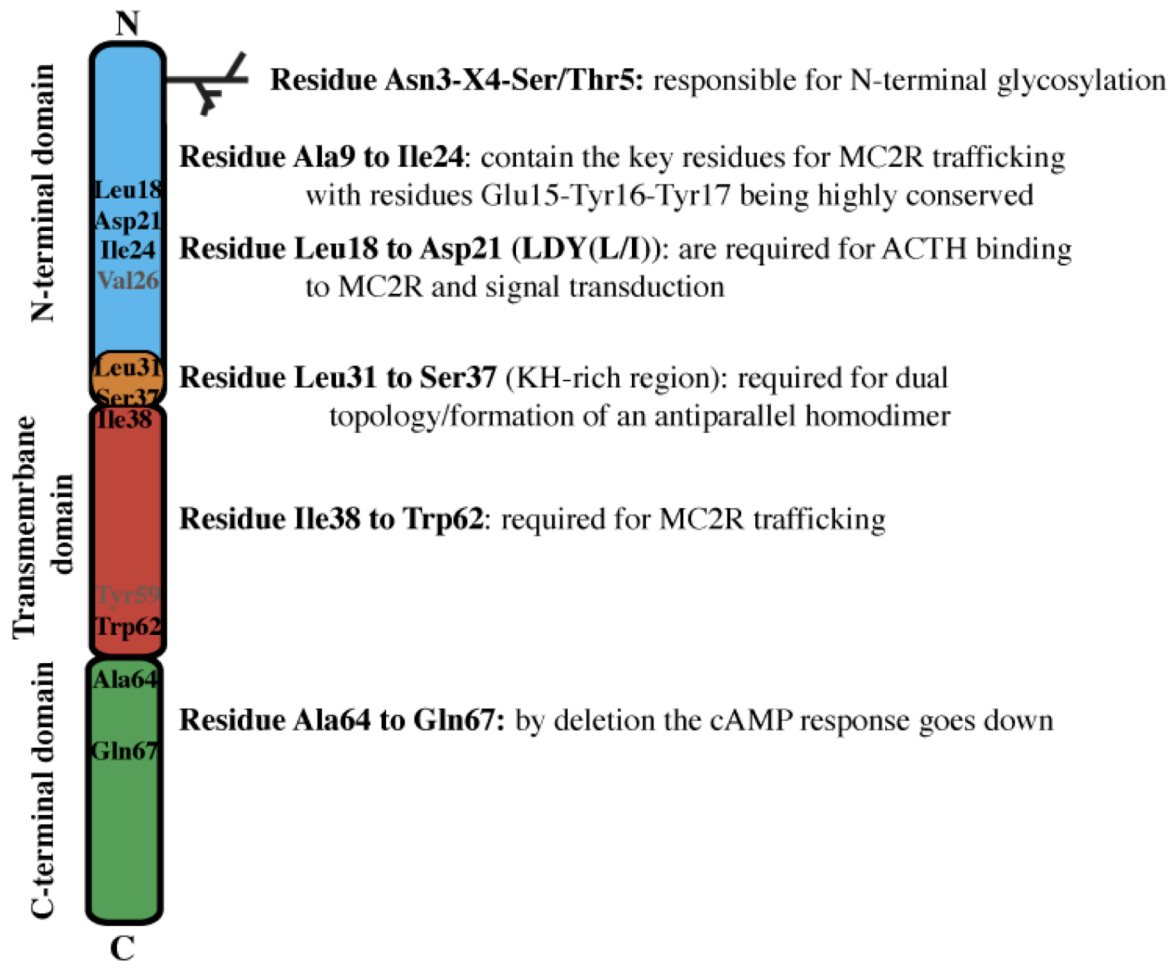 N
N-terminal domain
Residue Asn3-X4-Ser/Thr5: responsible for N-terminal glycosylation
Residue Ala9 to Ile24: contain the key residues for MC2R trafficking
with residues Glu15-Tyr16-Tyr17 being highly conserved
Leu18
Asp21
Ile24
Val26
Residue Leu18 to Asp21 (LDY(L/I)): are required for ACTH binding
to MC2R and signal transduction
Leu31
Ser37
Residue Leu31 to Ser37 (KH-rich region): required for dual
topology/formation of an antiparallel homodimer
Transmemrbane
domain
Ile38
Residue Ile38 to Trp62: required for MC2R trafficking
Tyr59
Trp62
C-terminal domain
Ala64
Residue Ala64 to Gln67: by deletion the cAMP response goes down
Gln67
C